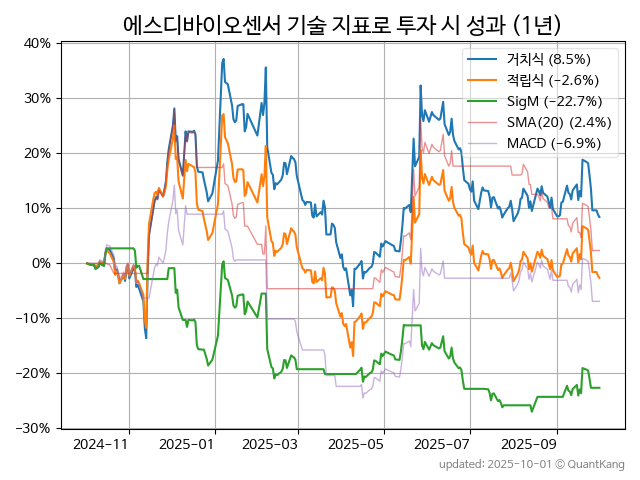 에스디바이오센서 기술 지표로 투자 시 성과 (1년)
40%
30%
20%
10%
0%
−10%
−20%
−30%
거치식 (8.5%)
적립식 (−2.6%)
SigM (−22.7%)
SMA(20) (2.4%)
MACD (−6.9%)
2024-11
2025-01
2025-03
2025-05
2025-07
2025-09
updated: 2025-10-01 © QuantKang